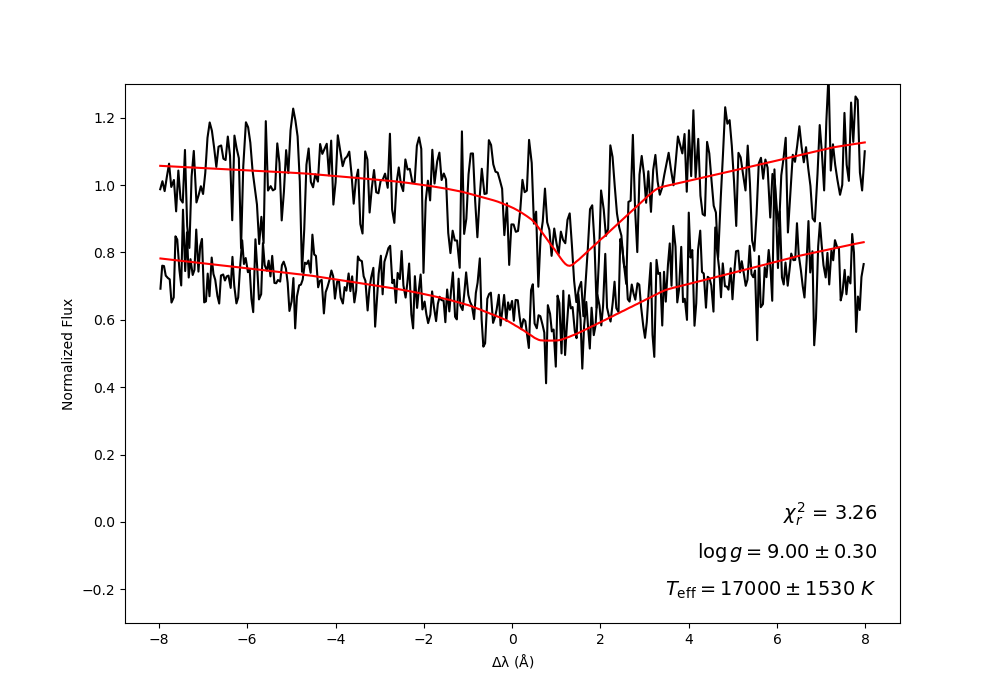 1.2
1.0
0.8
0.6
0.4
0.2
0.0
−0.2
Normalized Flux
χ²ᵣ = 3.26
log g = 9.00 ± 0.30
T_eff = 17000 ± 1530 K
−8 −6 −4 −2 0 2 4 6 8
Δλ (Å)